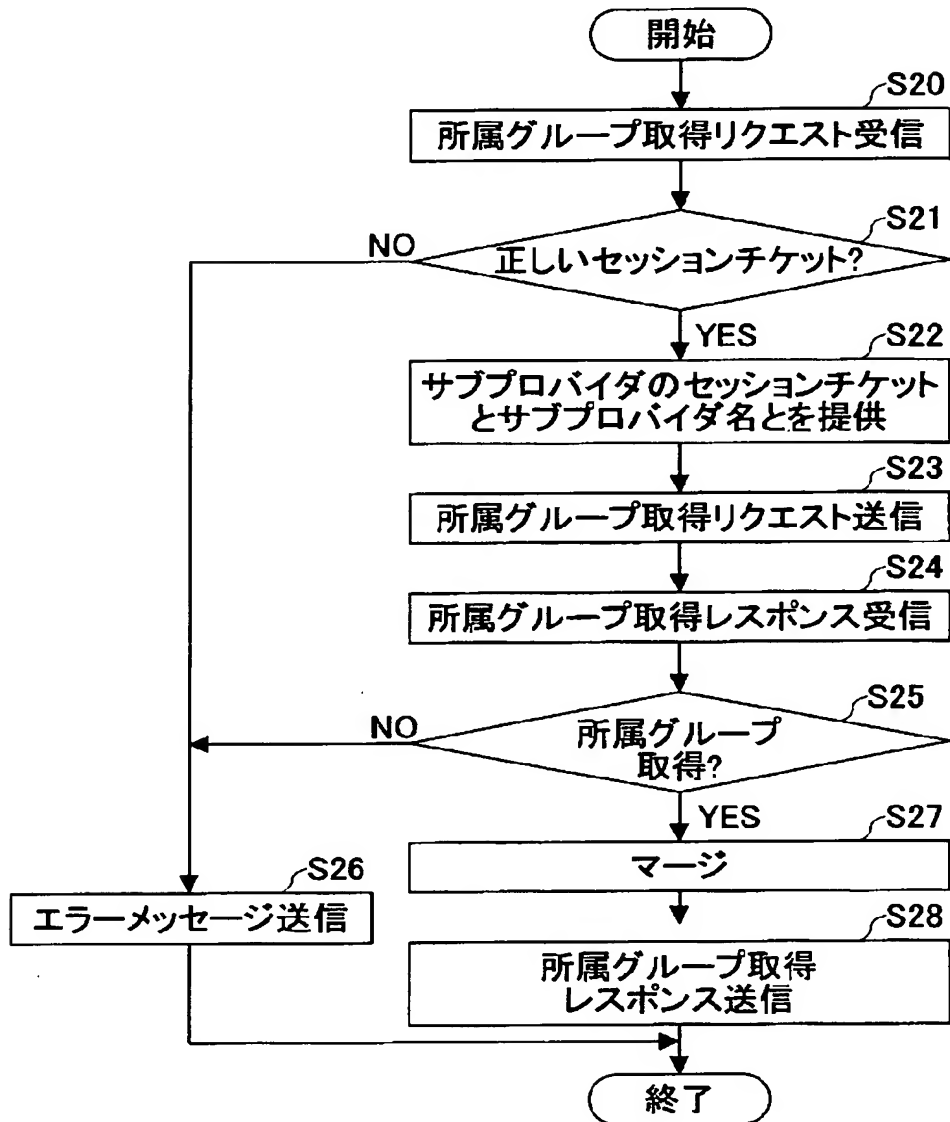 開始
S20
所属グループ取得リクエスト受信
S21
NO
正しいセッションチケット?
YES
S22
サブプロバイダのセッションチケット
とサブプロバイダ名とを提供
S23
所属グループ取得リクエスト送信
S24
所属グループ取得レスポンス受信
S25
NO
所属グループ
取得?
YES
S27
マージ
S26
エラーメッセージ送信
S28
所属グループ取得
レスポンス送信
終了